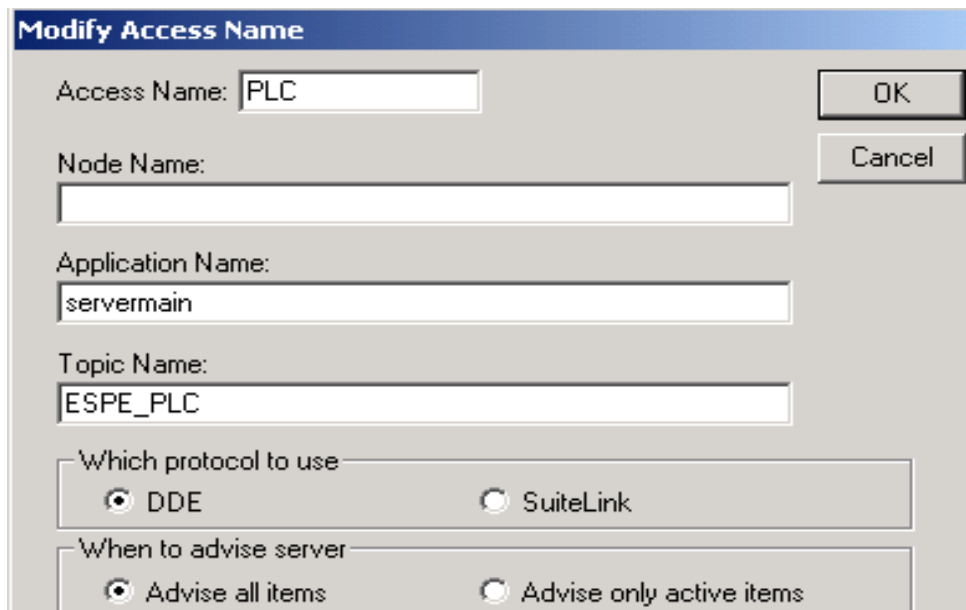 Modify Access Name
Access Name: PLC
OK
Node Name:
Cancel
Application Name:
servermain
Topic Name:
ESPE_PLC
Which protocol to use
DDE SuiteLink
When to advise server
Advise all items Advise only active items